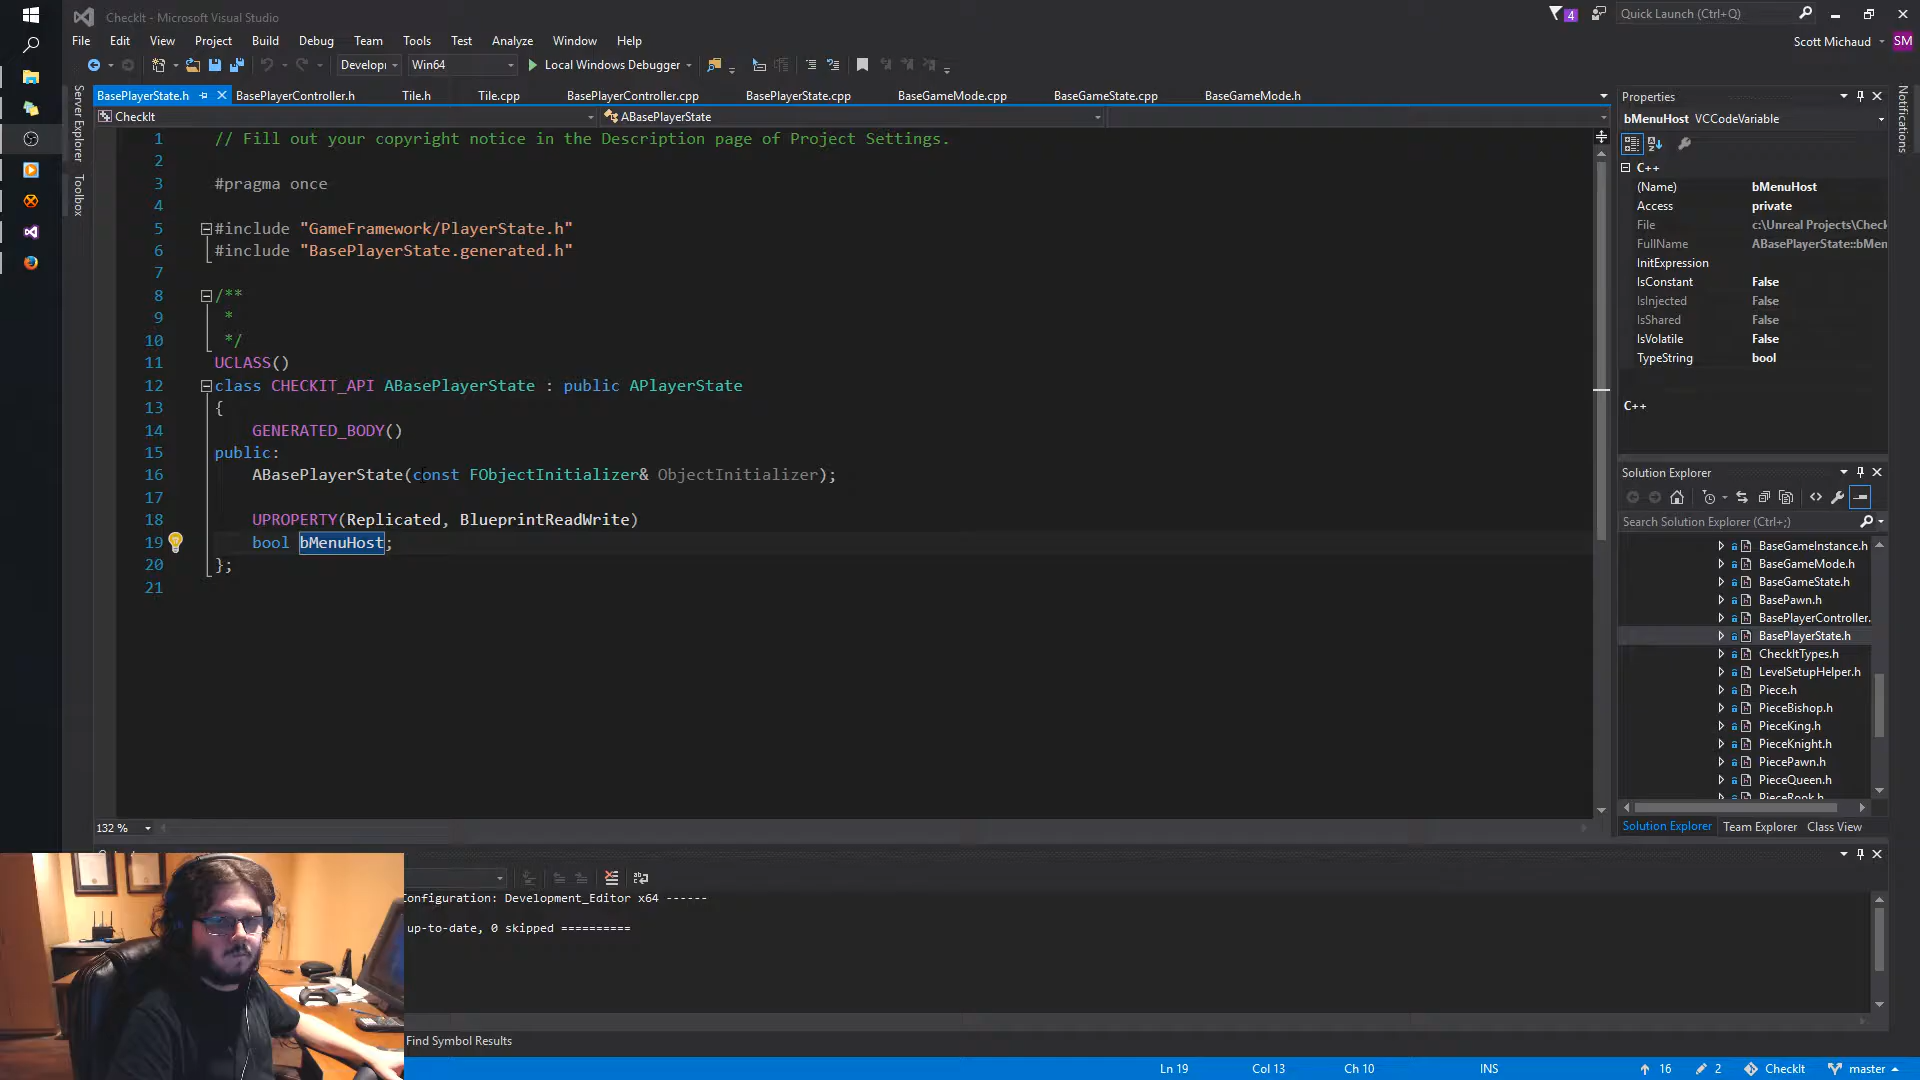 CheckIt - Microsoft Visual Studio
4
Quick Launch (Ctrl+Q)
File Edit View Project Build Debug Team Tools Test Analyze Window Help
Scott Michaud
SM
Develop Win64 Local Windows Debugger
Server Explorer
Toolbox
BasePlayerState.h BasePlayerController.h Tile.h Tile.cpp BasePlayerController.cpp BasePlayerState.cpp BaseGameMode.cpp BaseGameState.cpp BaseGameMode.h
CheckIt ABasePlayerState
1 // Fill out your copyright notice in the Description page of Project Settings.
2
3 #pragma once
4
5 #include "GameFramework/PlayerState.h"
6 #include "BasePlayerState.generated.h"
7
8 /**
9 *
10 */
11 UCLASS()
12 class CHECKIT_API ABasePlayerState : public APlayerState
13 {
14 GENERATED_BODY()
15 public:
16 ABasePlayerState(const FObjectInitializer& ObjectInitializer);
17
18 UPROPERTY(Replicated, BlueprintReadWrite)
19 bool bMenuHost;
20 };
21
132 %
Properties
bMenuHost VCCodeVariable
C++
(Name) bMenuHost
Access private
File c:\Unreal Projects\Check
FullName ABasePlayerState::bMen
InitExpression
IsConstant False
IsInjected False
IsShared False
IsVolatile False
TypeString bool
C++
Notifications
Solution Explorer
Search Solution Explorer (Ctrl+;)
BaseGameInstance.h
BaseGameMode.h
BaseGameState.h
BasePawn.h
BasePlayerController.
BasePlayerState.h
CheckItTypes.h
LevelSetupHelper.h
Piece.h
PieceBishop.h
PieceKing.h
PieceKnight.h
PiecePawn.h
PieceQueen.h
PieceRook.h
Solution Explorer Team Explorer Class View
onfiguration: Development_Editor x64 ------
up-to-date, 0 skipped ==========
Find Symbol Results
Ln 19 Col 13 Ch 10 INS 16 2 CheckIt master